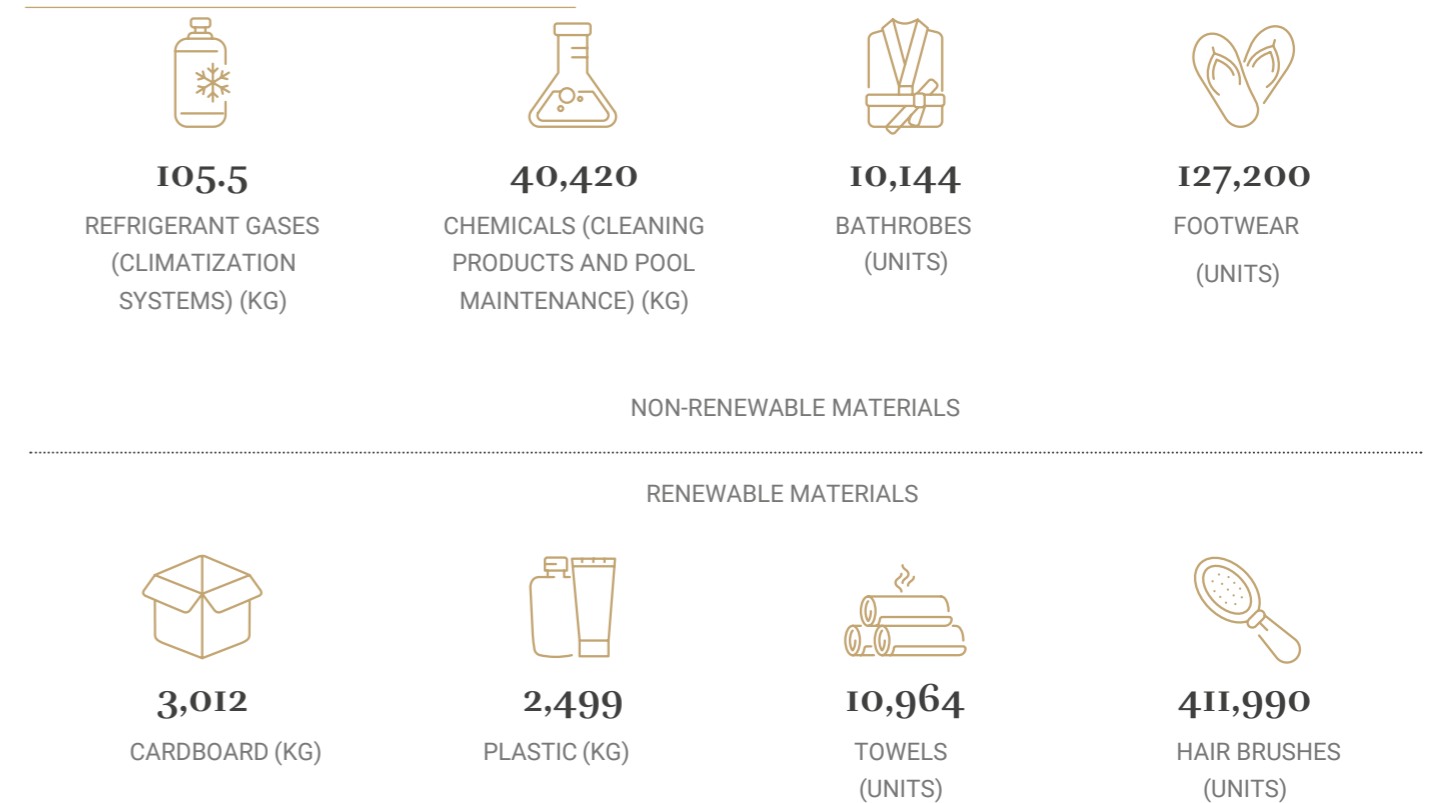 105.5
REFRIGERANT GASES
(CLIMATIZATION
SYSTEMS) (KG)
40,420
CHEMICALS (CLEANING
PRODUCTS AND POOL
MAINTENANCE) (KG)
10,144
BATHROBES
(UNITS)
127,200
FOOTWEAR
(UNITS)
NON-RENEWABLE MATERIALS
RENEWABLE MATERIALS
3,012
CARDBOARD (KG)
2,499
PLASTIC (KG)
10,964
TOWELS
(UNITS)
411,990
HAIR BRUSHES
(UNITS)